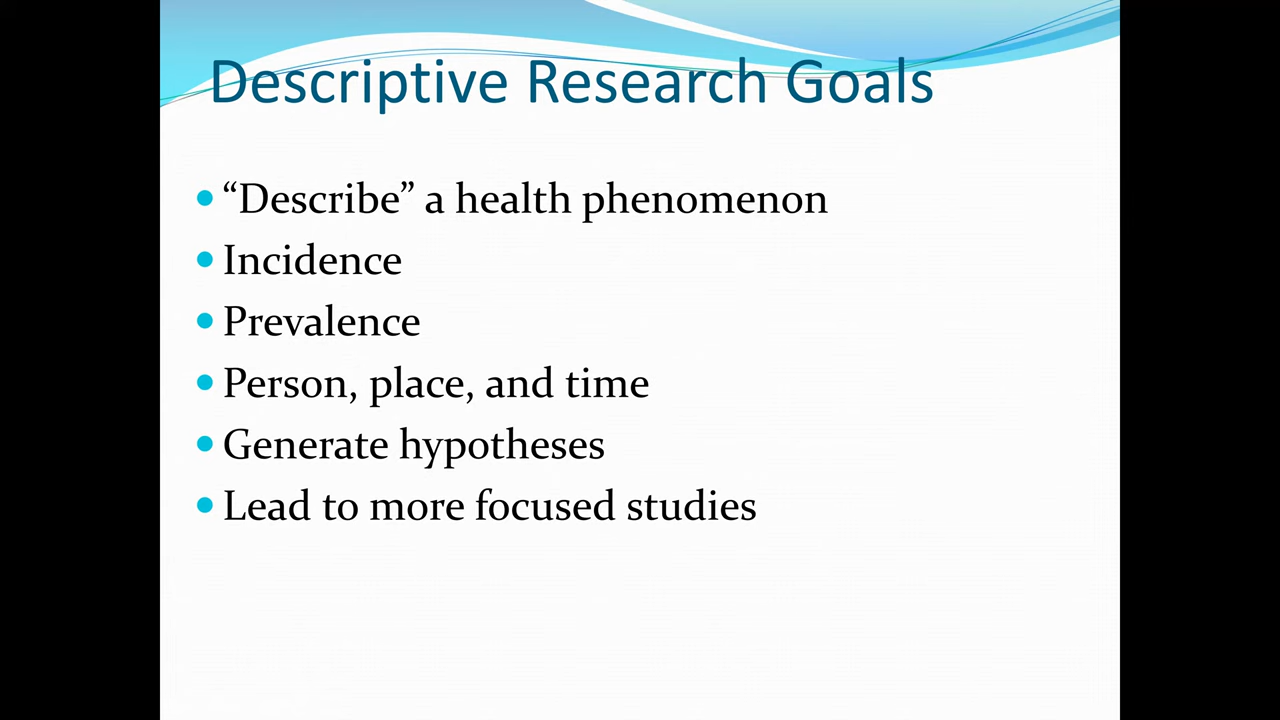 Descriptive Research Goals
“Describe” a health phenomenon
Incidence
Prevalence
Person, place, and time
Generate hypotheses
Lead to more focused studies